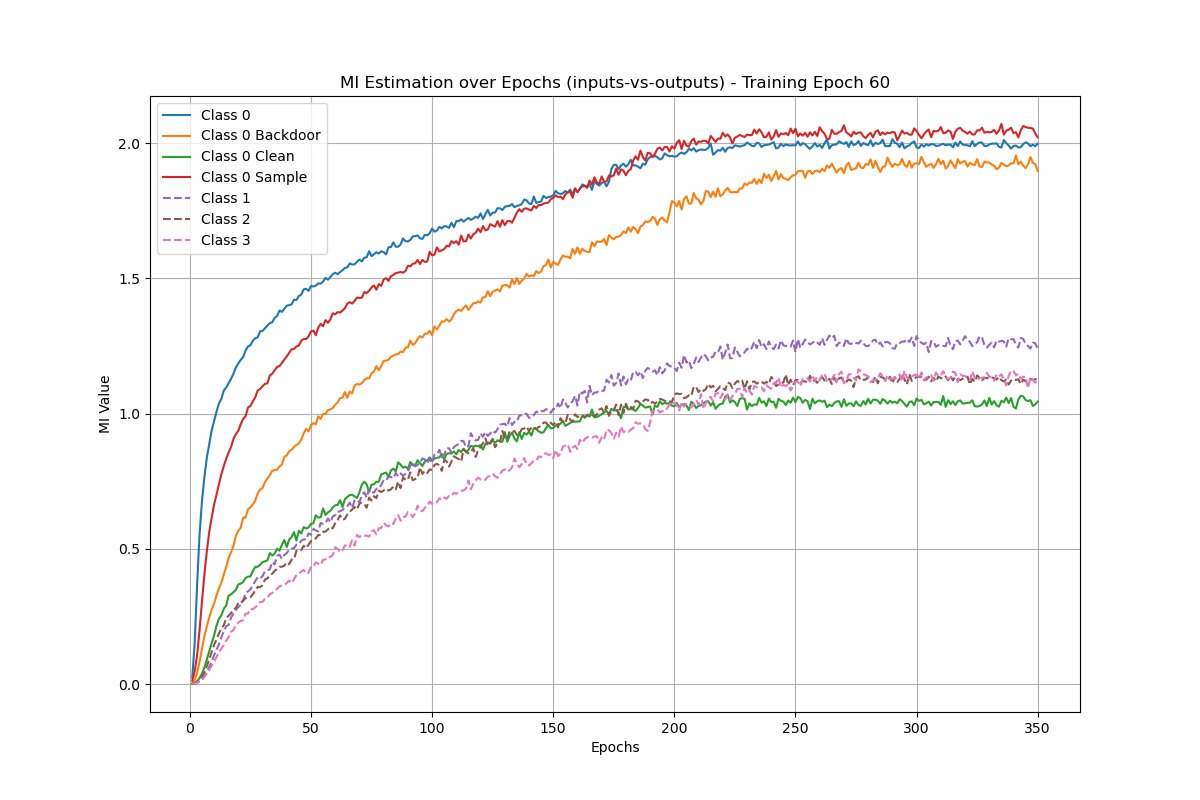 MI Estimation over Epochs (inputs-vs-outputs) - Training Epoch 60
Class 0
Class 0 Backdoor
Class 0 Clean
Class 0 Sample
Class 1
Class 2
Class 3
MI Value
2.0
1.5
1.0
0.5
0.0
0 50 100 150 200 250 300 350
Epochs